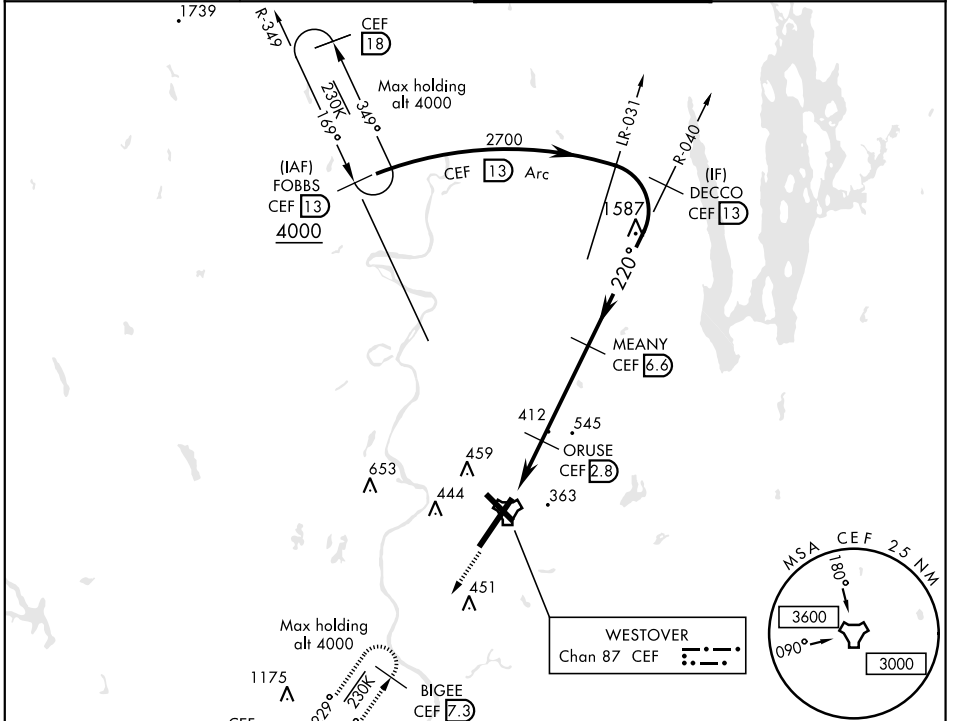 1739
R-349
CEF
18
Max holding
alt 4000
230K
349°
169°
(IAF)
FOBBS
CEF 13
4000
2700
CEF 13 Arc
LR-031
R-040
(IF)
DECCO
CEF 13
1587
220°
MEANY
CEF 6.6
412
545
ORUSE
CEF 2.8
459
653
444
363
451
WESTOVER
Chan 87 CEF
MSA CEF 25 NM
180°
3600
090°
3000
Max holding
alt 4000
1175
230K
BIGEE
CEF 7.3